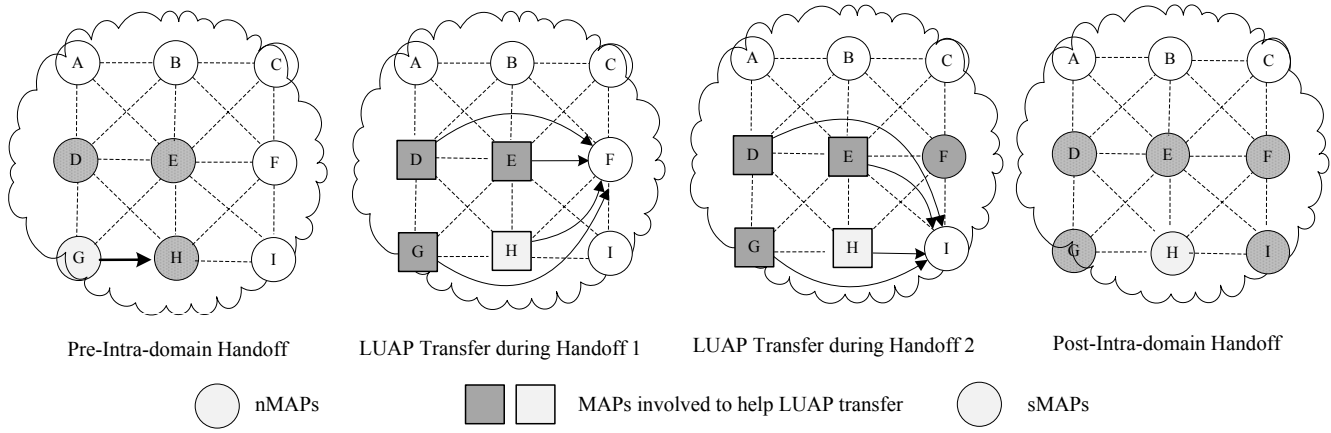 A B C
D E F
G H I
A B C
D E F
G H I
A B C
D E F
G H I
A B C
D E F
G H I
Pre-Intra-domain Handoff
LUAP Transfer during Handoff 1
LUAP Transfer during Handoff 2
Post-Intra-domain Handoff
nMAPs
MAPs involved to help LUAP transfer
sMAPs